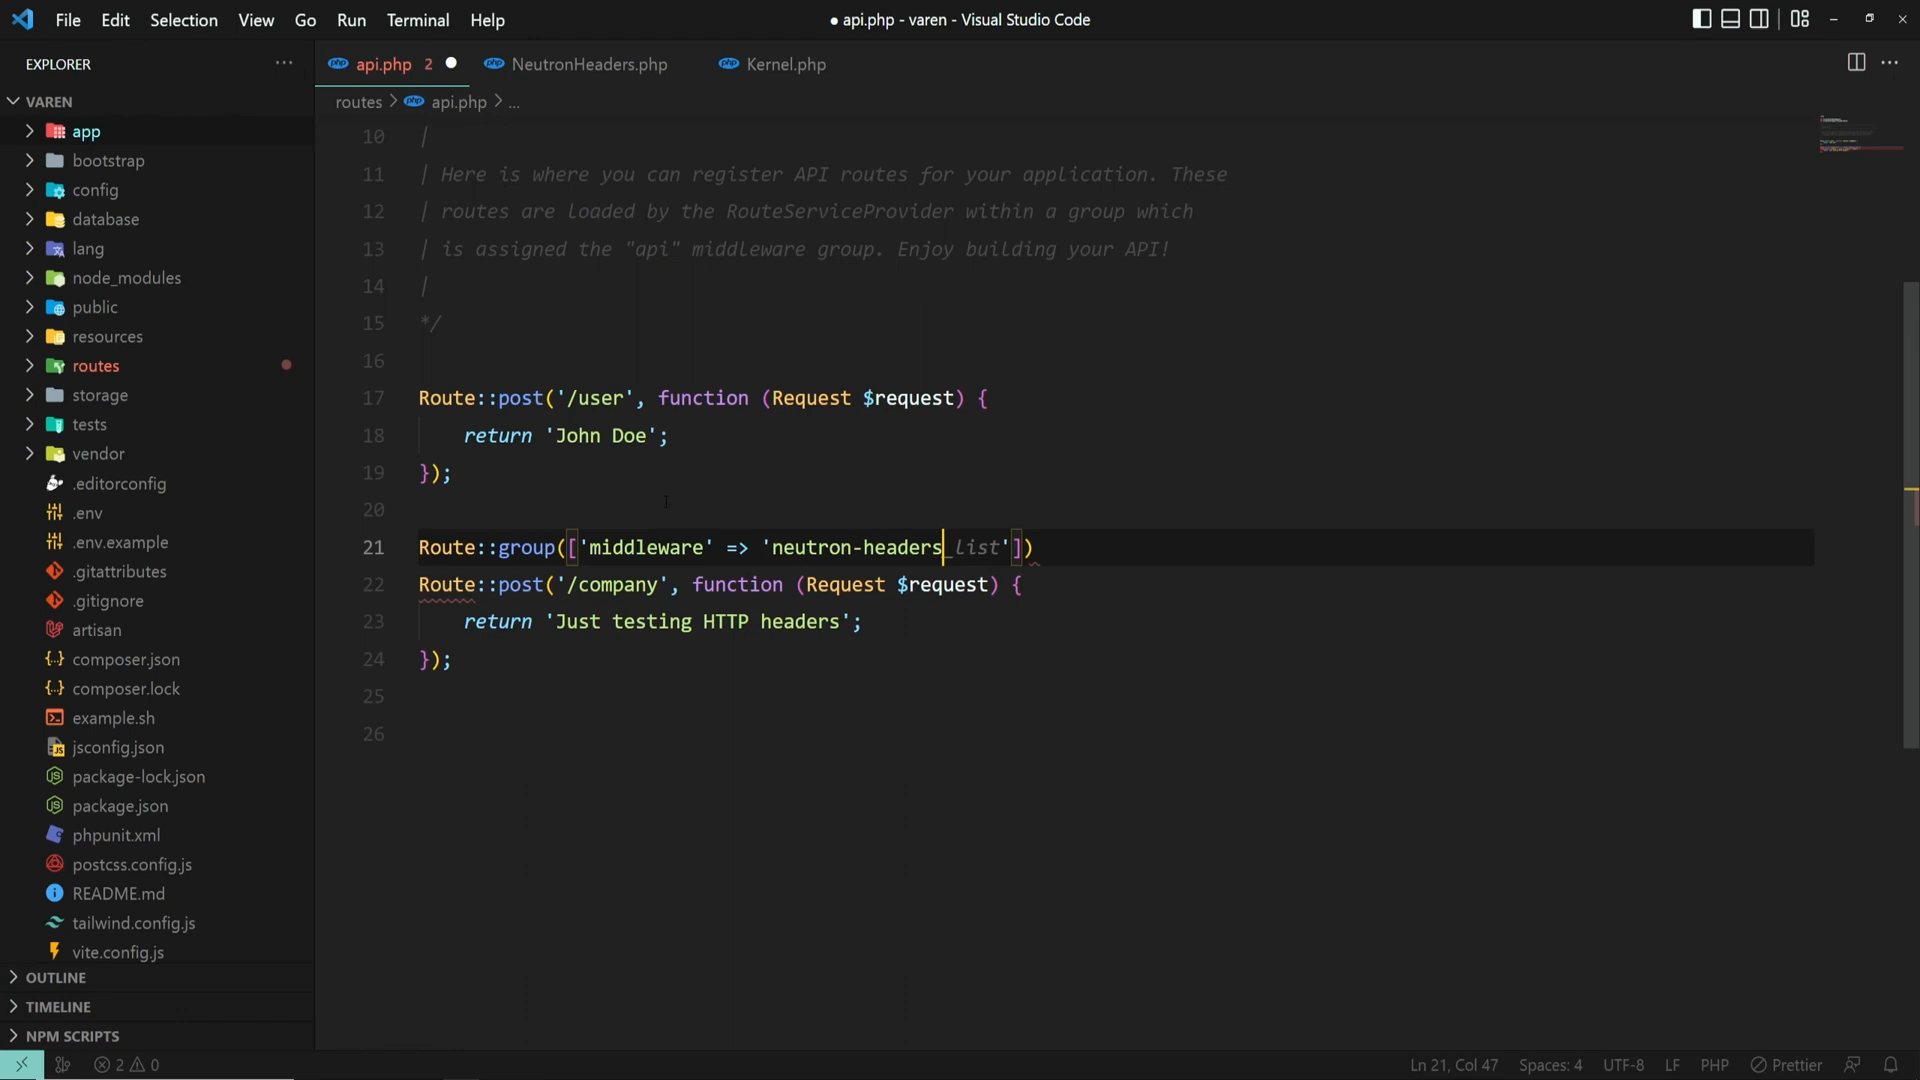 File Edit Selection View Go Run Terminal Help
● api.php - varen - Visual Studio Code
EXPLORER
VAREN
app
bootstrap
config
database
lang
node_modules
public
resources
routes
storage
tests
vendor
.editorconfig
.env
.env.example
.gitattributes
.gitignore
artisan
composer.json
composer.lock
example.sh
jsconfig.json
package-lock.json
package.json
phpunit.xml
postcss.config.js
README.md
tailwind.config.js
vite.config.js
OUTLINE
TIMELINE
NPM SCRIPTS
api.php 2 ● NeutronHeaders.php Kernel.php
routes > api.php > ...
10 |
11 | Here is where you can register API routes for your application. These
12 | routes are loaded by the RouteServiceProvider within a group which
13 | is assigned the "api" middleware group. Enjoy building your API!
14 |
15 */
16
17 Route::post('/user', function (Request $request) {
18 return 'John Doe';
19 });
20
21 Route::group(['middleware' => 'neutron-headers_list'])
22 Route::post('/company', function (Request $request) {
23 return 'Just testing HTTP headers';
24 });
25
26
2 0
Ln 21, Col 47 Spaces: 4 UTF-8 LF PHP Prettier